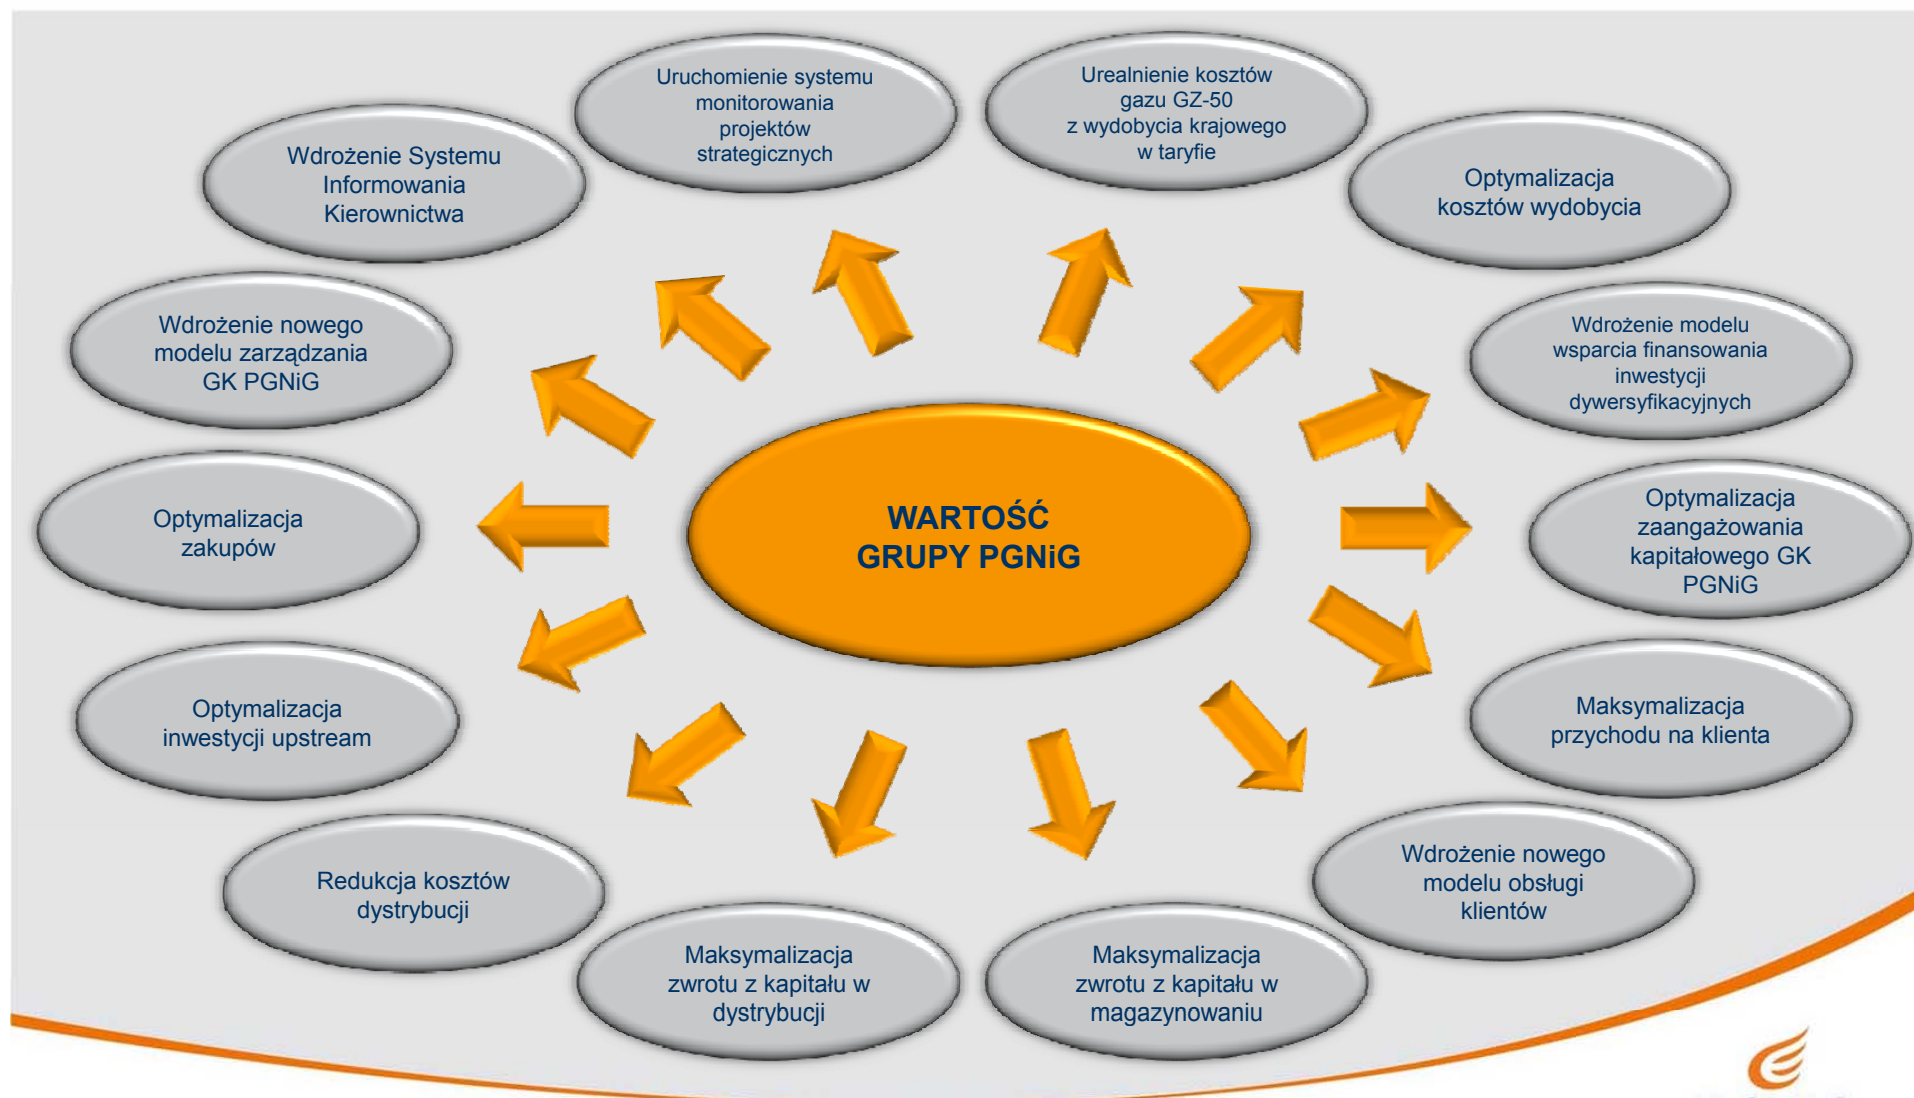 Uruchomienie systemu
monitorowania
projektów
strategicznych
Urealnienie kosztów
gazu GZ-50
z wydobycia krajowego
w taryfie
Wdrożenie Systemu
Informowania
Kierownictwa
Optymalizacja
kosztów wydobycia
Wdrożenie nowego
modelu zarządzania
GK PGNiG
Wdrożenie modelu
wsparcia finansowania
inwestycji
dywersyfikacyjnych
WARTOŚĆ
GRUPY PGNiG
Optymalizacja
zakupów
Optymalizacja
zaangażowania
kapitałowego GK
PGNiG
Optymalizacja
inwestycji upstream
Maksymalizacja
przychodu na klienta
Redukcja kosztów
dystrybucji
Wdrożenie nowego
modelu obsługi
klientów
Maksymalizacja
zwrotu z kapitału w
dystrybucji
Maksymalizacja
zwrotu z kapitału w
magazynowaniu